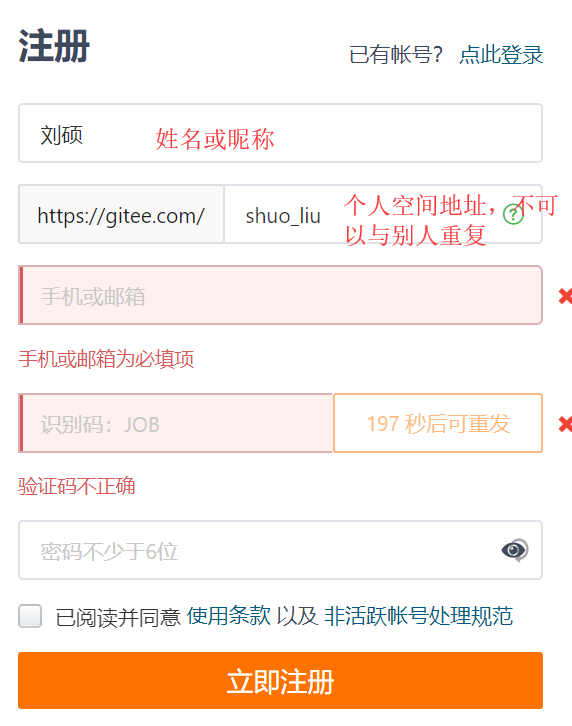 注册
已有帐号？ 点此登录
刘硕 姓名或昵称
https://gitee.com/ shuo_liu 个人空间地址，不可
以与别人重复
手机或邮箱
手机或邮箱为必填项
识别码：JOB 197 秒后可重发
验证码不正确
密码不少于6位
已阅读并同意 使用条款 以及 非活跃帐号处理规范
立即注册